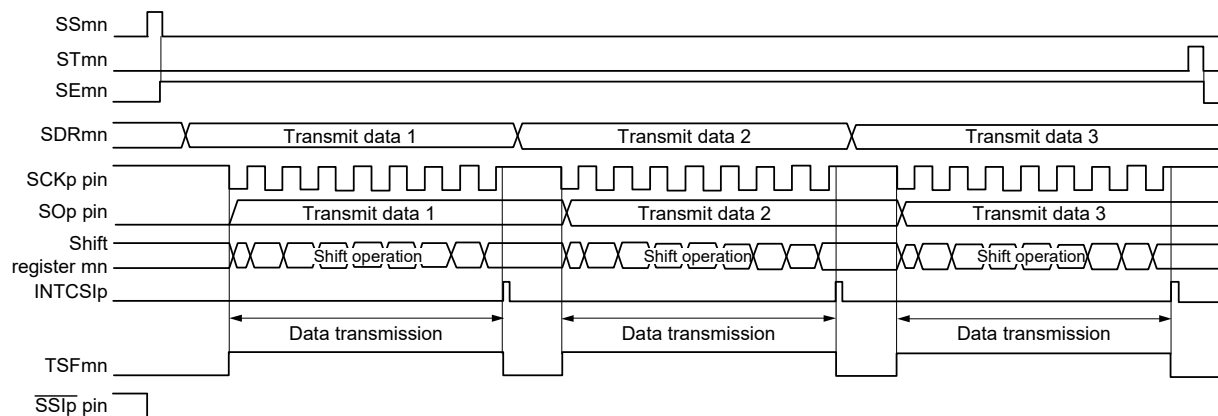 SSmn
STmn
SEmn
SDRmn Transmit data 1 Transmit data 2 Transmit data 3
SCKp pin
SOp pin Transmit data 1 Transmit data 2 Transmit data 3
Shift
register mn Shift operation Shift operation Shift operation
INTCSIp
Data transmission Data transmission Data transmission
TSFmn
SSIp pin